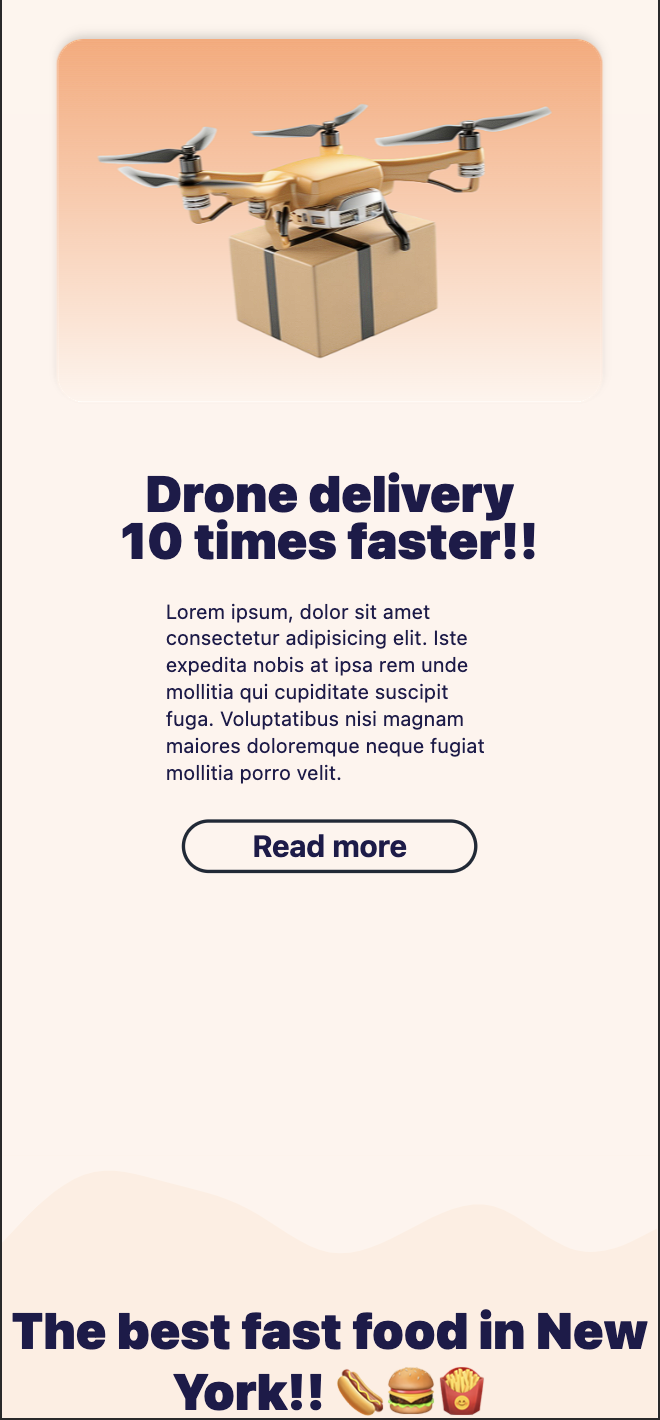 Drone delivery
10 times faster!!
Lorem ipsum, dolor sit amet
consectetur adipisicing elit. Iste
expedita nobis at ipsa rem unde
mollitia qui cupiditate suscipit
fuga. Voluptatibus nisi magnam
maiores doloremque neque fugiat
mollitia porro velit.
Read more
The best fast food in New
York!! 🌭🍔🍟